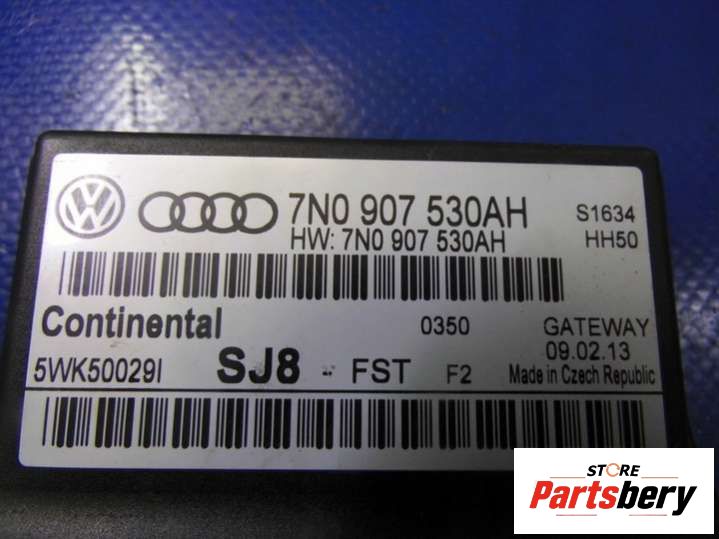 7N0 907 530AH S1634
HW: 7N0 907 530AH HH50
Continental 0350 GATEWAY
09.02.13
5WK50029I SJ8 -- FST F2 Made in Czech Republic
STORE
Partsbery